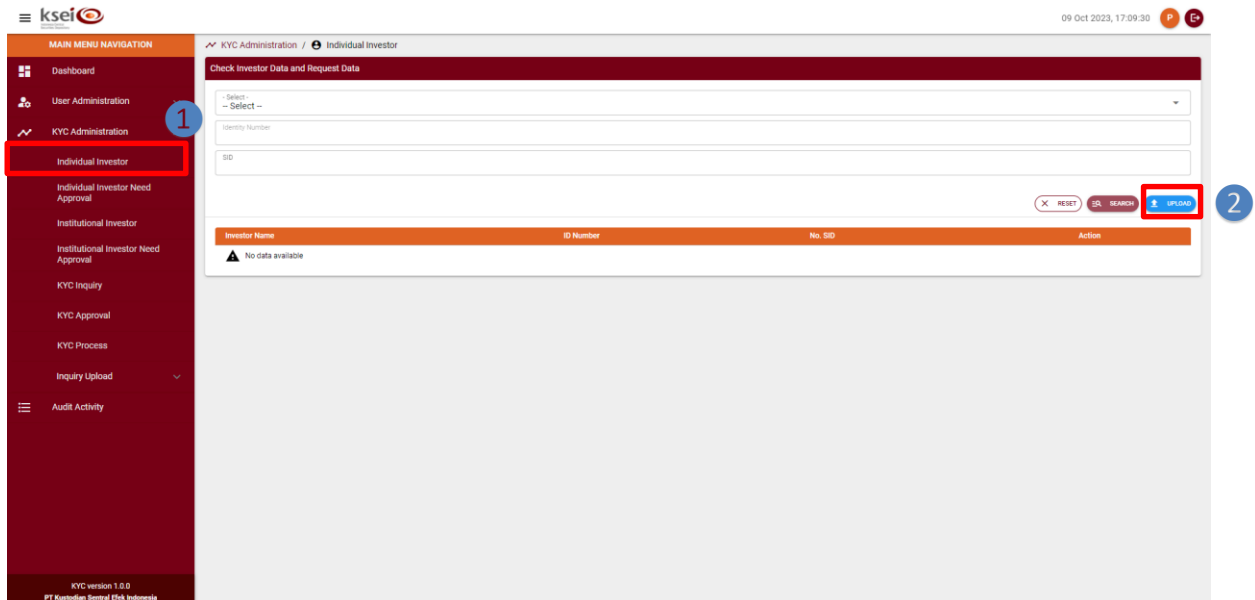 ksei
09 Oct 2023, 17:09:30
P
MAIN MENU NAVIGATION
Dashboard
User Administration
KYC Administration
Individual Investor
Individual Investor Need
Approval
Institutional Investor
Institutional Investor Need
Approval
KYC Inquiry
KYC Approval
KYC Process
Inquiry Upload
Audit Activity
KYC version 1.0.0
PT Kustodian Sentral Efek Indonesia
1
KYC Administration / Individual Investor
Check Investor Data and Request Data
- Select -
-- Select --
Identity Number
SID
RESET SEARCH UPLOAD
2
Investor Name ID Number No. SID Action
No data available